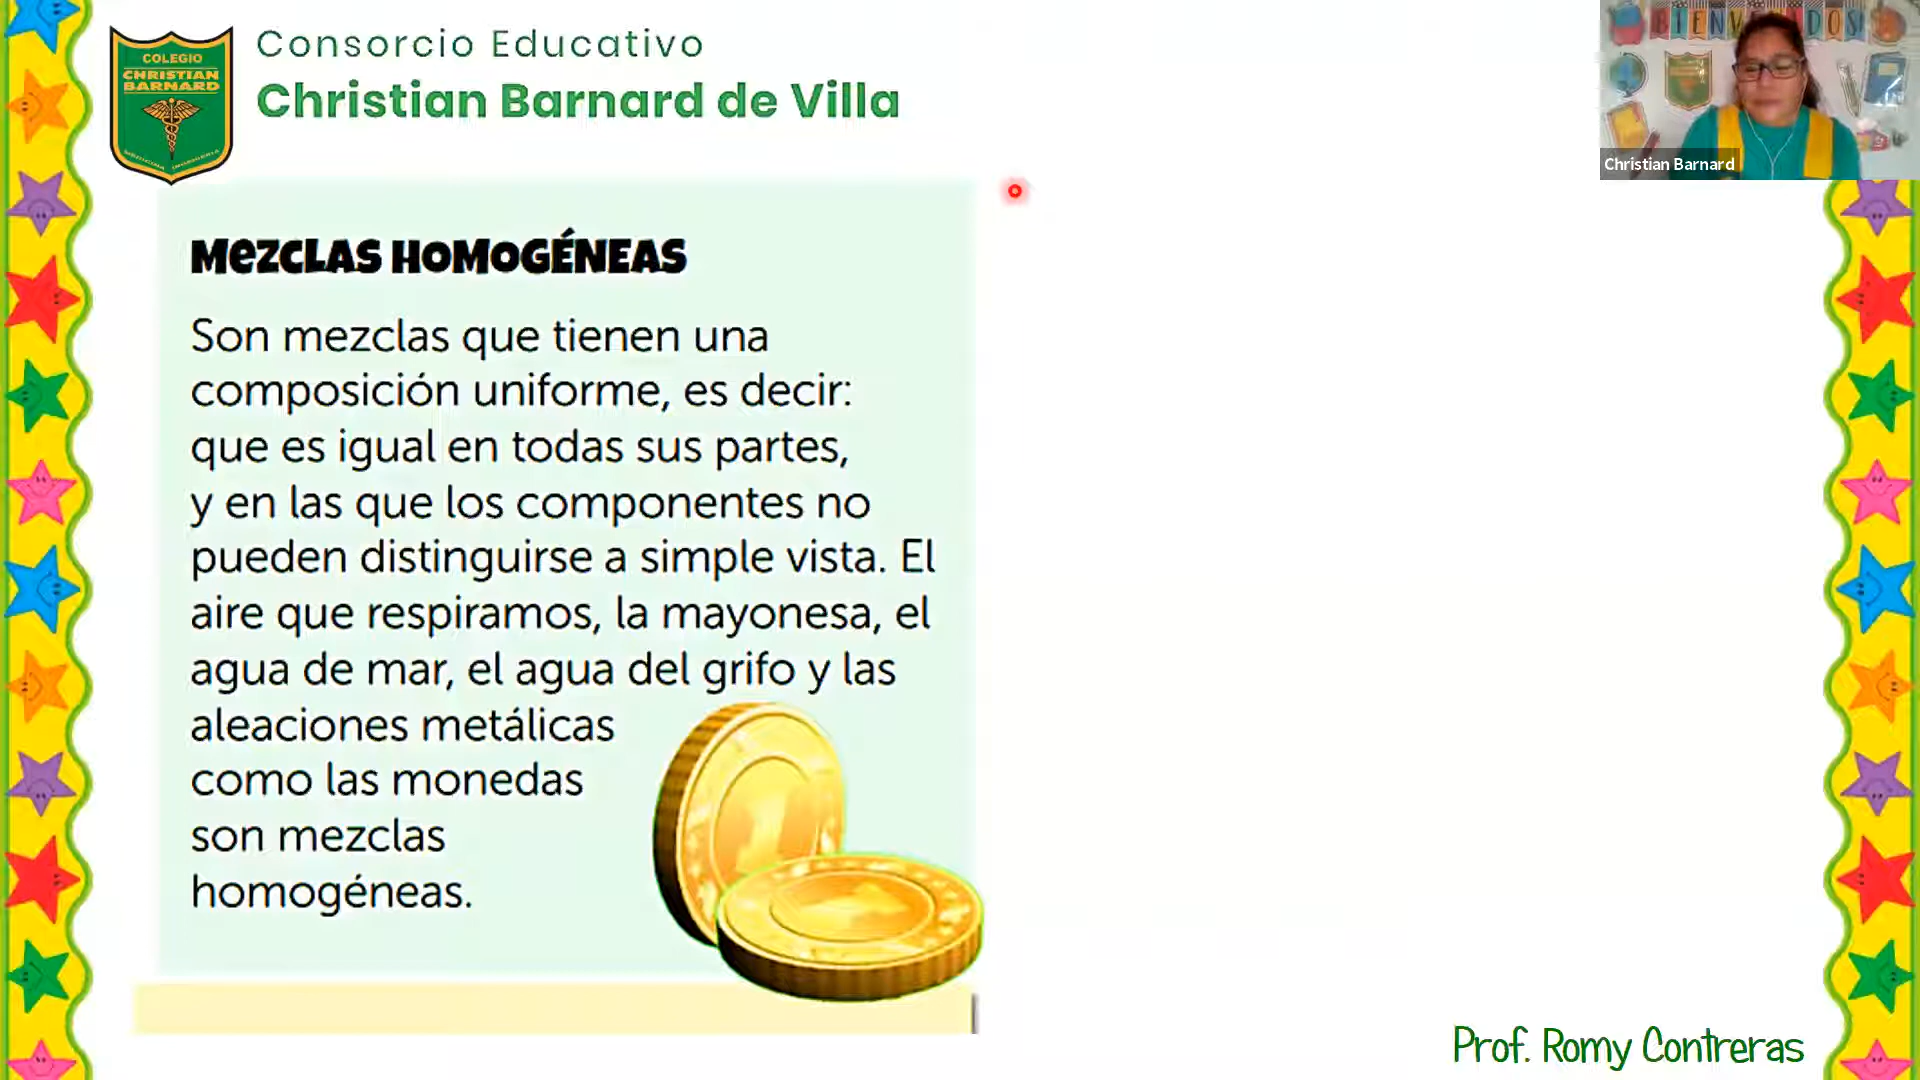 COLEGIO
CHRISTIAN
BARNARD
Consorcio Educativo
Christian Barnard de Villa
BIENVENIDOS!
Christian Barnard
MEZCLAS HOMOGÉNEAS
Son mezclas que tienen una
composición uniforme, es decir:
que es igual en todas sus partes,
y en las que los componentes no
pueden distinguirse a simple vista. El
aire que respiramos, la mayonesa, el
agua de mar, el agua del grifo y las
aleaciones metálicas
como las monedas
son mezclas
homogéneas.
Prof. Romy Contreras